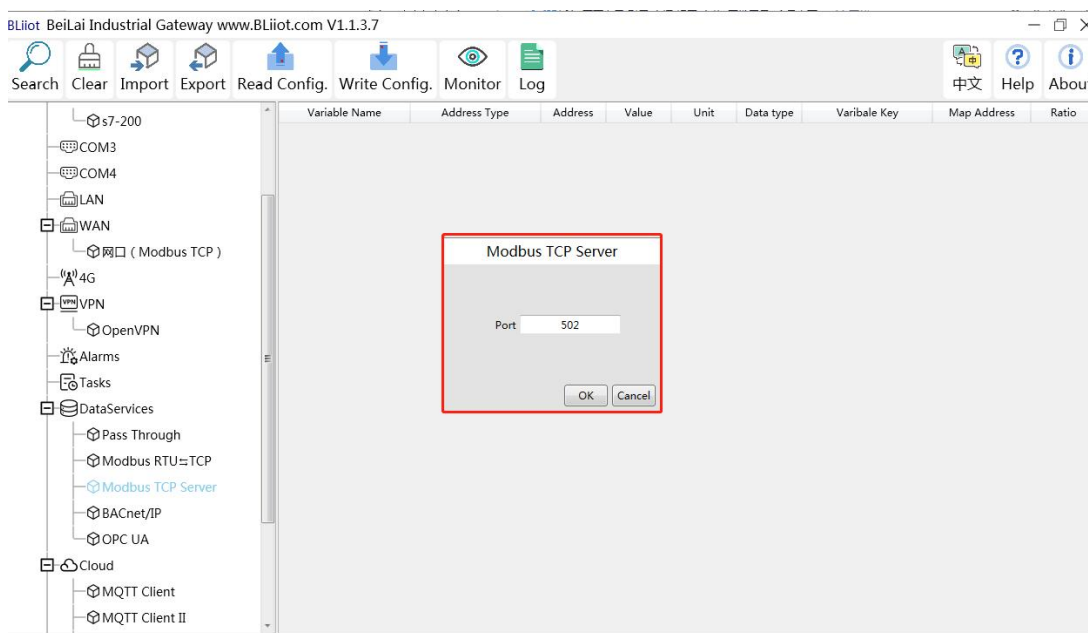 BLiiot BeiLai Industrial Gateway www.BLiiot.com V1.1.3.7
Search Clear Import Export Read Config. Write Config. Monitor Log 中文 Help About
Variable Name Address Type Address Value Unit Data type Varibale Key Map Address Ratio
s7-200
COM3
COM4
LAN
WAN
网口 ( Modbus TCP )
4G
VPN VPN
OpenVPN
Alarms
Tasks
DataServices
Pass Through
Modbus RTU⇆TCP
Modbus TCP Server
BACnet/IP
OPC UA
Cloud
MQTT Client
MQTT Client II
Modbus TCP Server
Port 502
OK Cancel